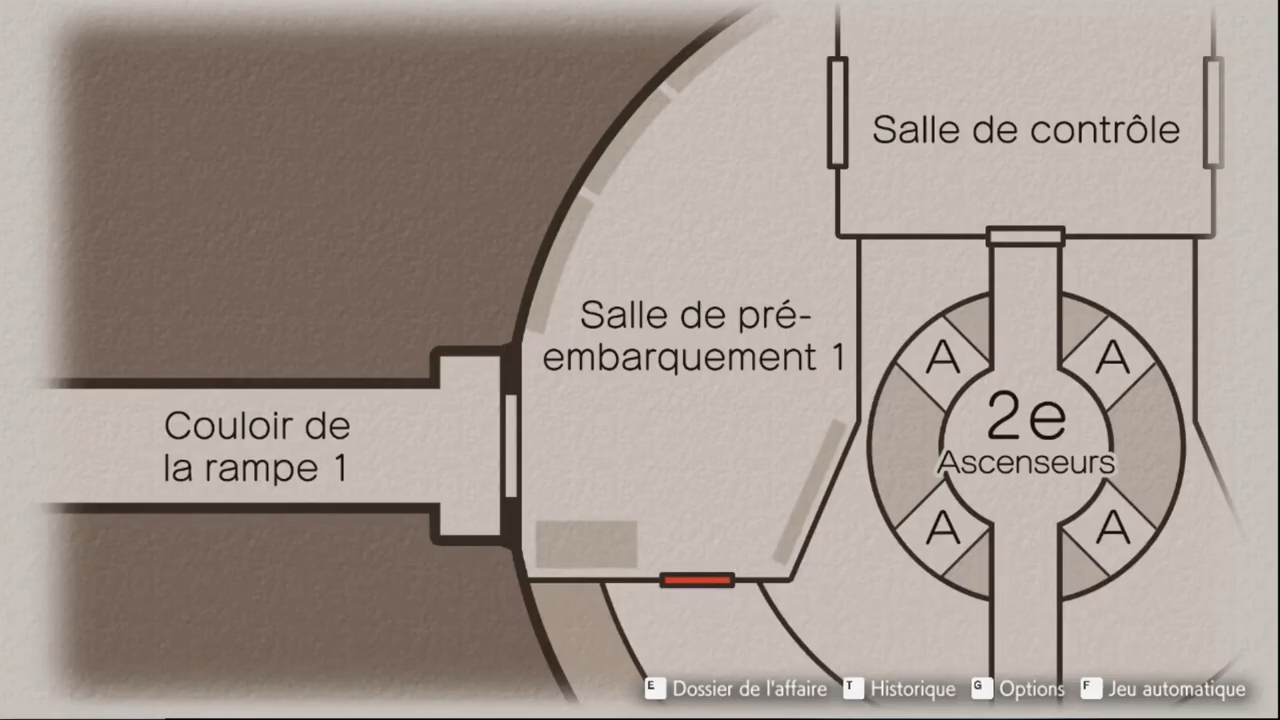 Salle de contrôle
Salle de pré-
embarquement 1
Couloir de
la rampe 1
A
A
2e
Ascenseurs
A
A
E Dossier de l'affaire
T Historique
G Options
F Jeu automatique